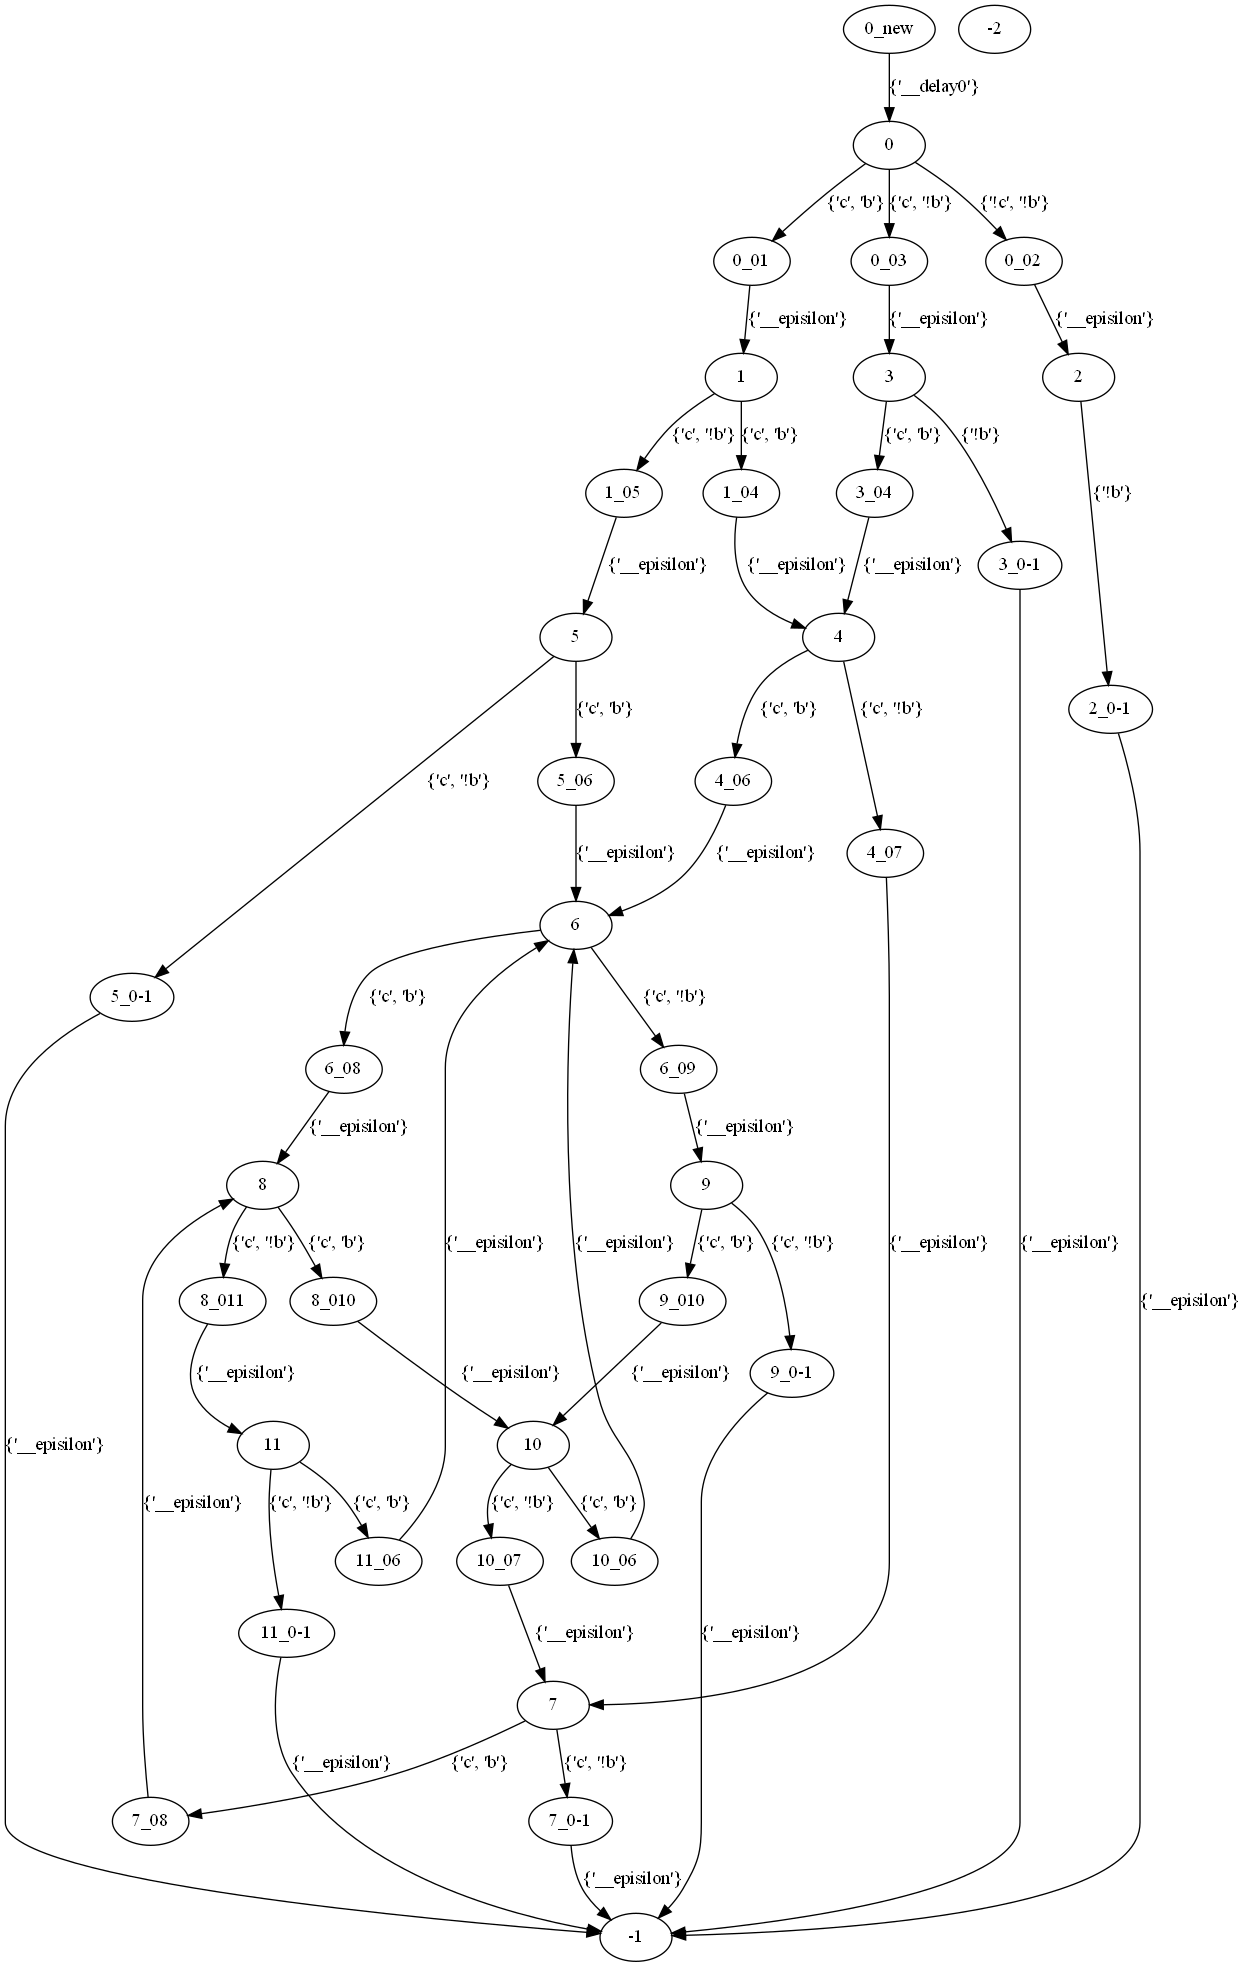 0_new -2
{'__delay0'}
0
{'c', 'b'} {'c', '!b'} {'!c', '!b'}
0_01 0_03 0_02
{'__episilon'} {'__episilon'} {'__episilon'}
1 3 2
{'c', '!b'} {'c', 'b'} {'c', 'b'} {'!b'}
1_05 1_04 3_04 {'!b'}
{'__episilon'} {'__episilon'} {'__episilon'} 3_0-1
5 4
{'c', 'b'} {'c', 'b'} {'c', '!b'} 2_0-1
{'c', '!b'} 5_06 4_06
{'__episilon'} {'__episilon'} 4_07
6
5_0-1 {'c', 'b'} {'c', '!b'}
6_08 6_09
{'__episilon'} {'__episilon'}
8 9
{'c', '!b'} {'c', 'b'} {'__episilon'} {'__episilon'} {'c', 'b'} {'c', '!b'} {'__episilon'} {'__episilon'}
8_011 8_010 9_010 {'__episilon'}
{'__episilon'} {'__episilon'} {'__episilon'} 9_0-1
{'__episilon'} 11 10
{'__episilon'} {'c', '!b'} {'c', 'b'} {'c', '!b'} {'c', 'b'}
11_06 10_07 10_06
11_0-1 {'__episilon'} {'__episilon'}
7
{'__episilon'} {'c', 'b'} {'c', '!b'}
7_08 7_0-1
{'__episilon'}
-1